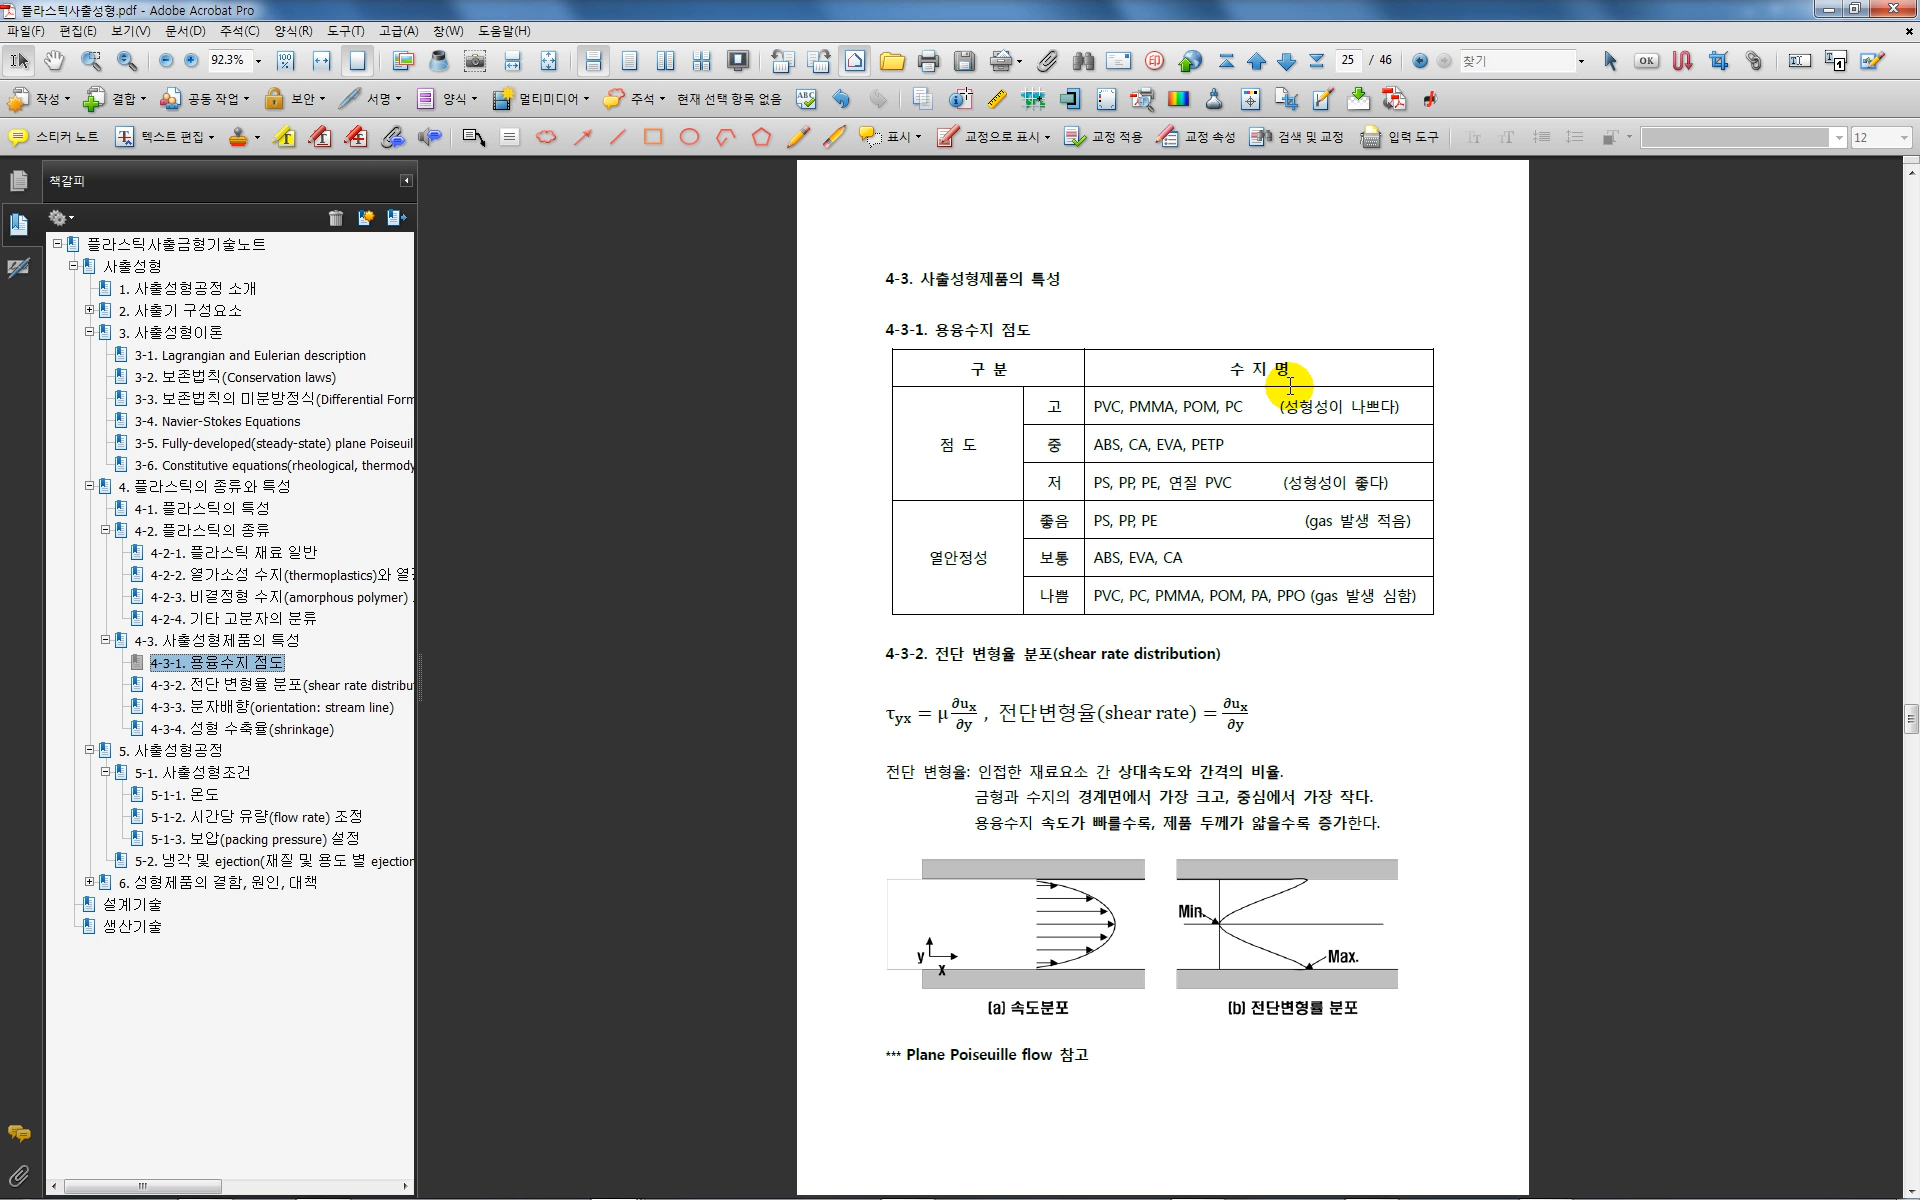 플라스틱사출성형.pdf - Adobe Acrobat Pro
파일(F) 편집(E) 보기(V) 문서(D) 주석(C) 양식(R) 도구(T) 고급(A) 창(W) 도움말(H)
92.3% 25 / 46 찾기
작성 결합 공동 작업 보안 서명 양식 멀티미디어 주석 현재 선택 항목 없음
스티커 노트 텍스트 편집 표시 교정으로 표시 교정 적용 교정 속성 검색 및 교정 입력 도구 12
책갈피
플라스틱사출금형기술노트
사출성형
1. 사출성형공정 소개
2. 사출기 구성요소
3. 사출성형이론
3-1. Lagrangian and Eulerian description
3-2. 보존법칙(Conservation laws)
3-3. 보존법칙의 미분방정식(Differential Form
3-4. Navier-Stokes Equations
3-5. Fully-developed(steady-state) plane Poiseuil
3-6. Constitutive equations(rheological, thermody
4. 플라스틱의 종류와 특성
4-1. 플라스틱의 특성
4-2. 플라스틱의 종류
4-2-1. 플라스틱 재료 일반
4-2-2. 열가소성 수지(thermoplastics)와
4-2-3. 비결정형 수지(amorphous polymer)
4-2-4. 기타 고분자의 분류
4-3. 사출성형제품의 특성
4-3-1. 용융수지 점도
4-3-2. 전단 변형율 분포(shear rate distribu
4-3-3. 분자배향(orientation: stream line)
4-3-4. 성형 수축율(shrinkage)
5. 사출성형공정
5-1. 사출성형조건
5-1-1. 온도
5-1-2. 시간당 유량(flow rate) 조정
5-1-3. 보압(packing pressure) 설정
5-2. 냉각 및 ejection(재질 및 용도 별 ejection
6. 성형제품의 결함, 원인, 대책
설계기술
생산기술
4-3. 사출성형제품의 특성
4-3-1. 용융수지 점도
구 분 수 지 명
점 도 고 PVC, PMMA, POM, PC (성형성이 나쁘다)
중 ABS, CA, EVA, PETP
저 PS, PP, PE, 연질 PVC (성형성이 좋다)
열안정성 좋음 PS, PP, PE (gas 발생 적음)
보통 ABS, EVA, CA
나쁨 PVC, PC, PMMA, POM, PA, PPO (gas 발생 심함)
4-3-2. 전단 변형율 분포(shear rate distribution)
τyx = μ ∂ux/∂y , 전단변형율(shear rate) = ∂ux/∂y
전단 변형율: 인접한 재료요소 간 상대속도와 간격의 비율.
금형과 수지의 경계면에서 가장 크고, 중심에서 가장 작다.
용융수지 속도가 빠를수록, 제품 두께가 얇을수록 증가한다.
y
x
Min.
Max.
(a) 속도분포 (b) 전단변형률 분포
*** Plane Poiseuille flow 참고